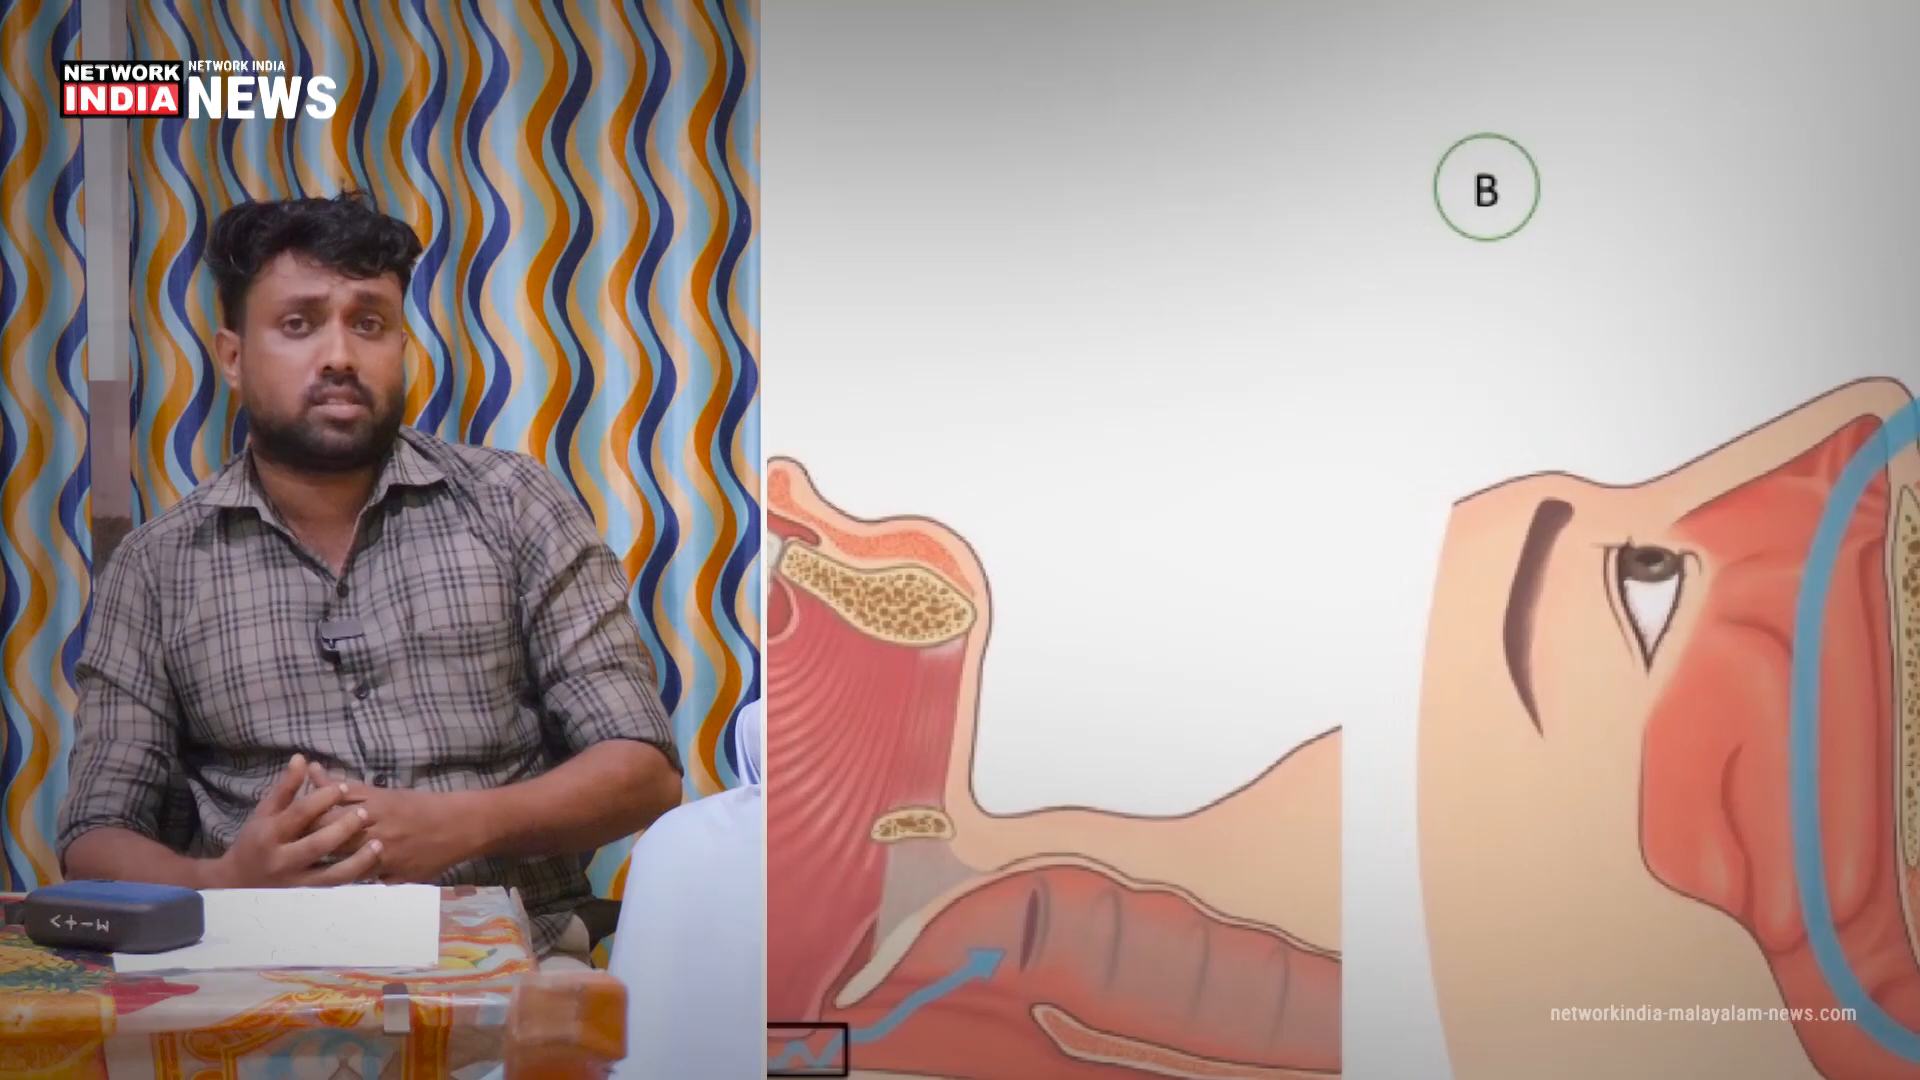 NETWORK
INDIA
NETWORK INDIA
NEWS
B
networkindia-malayalam-news.com